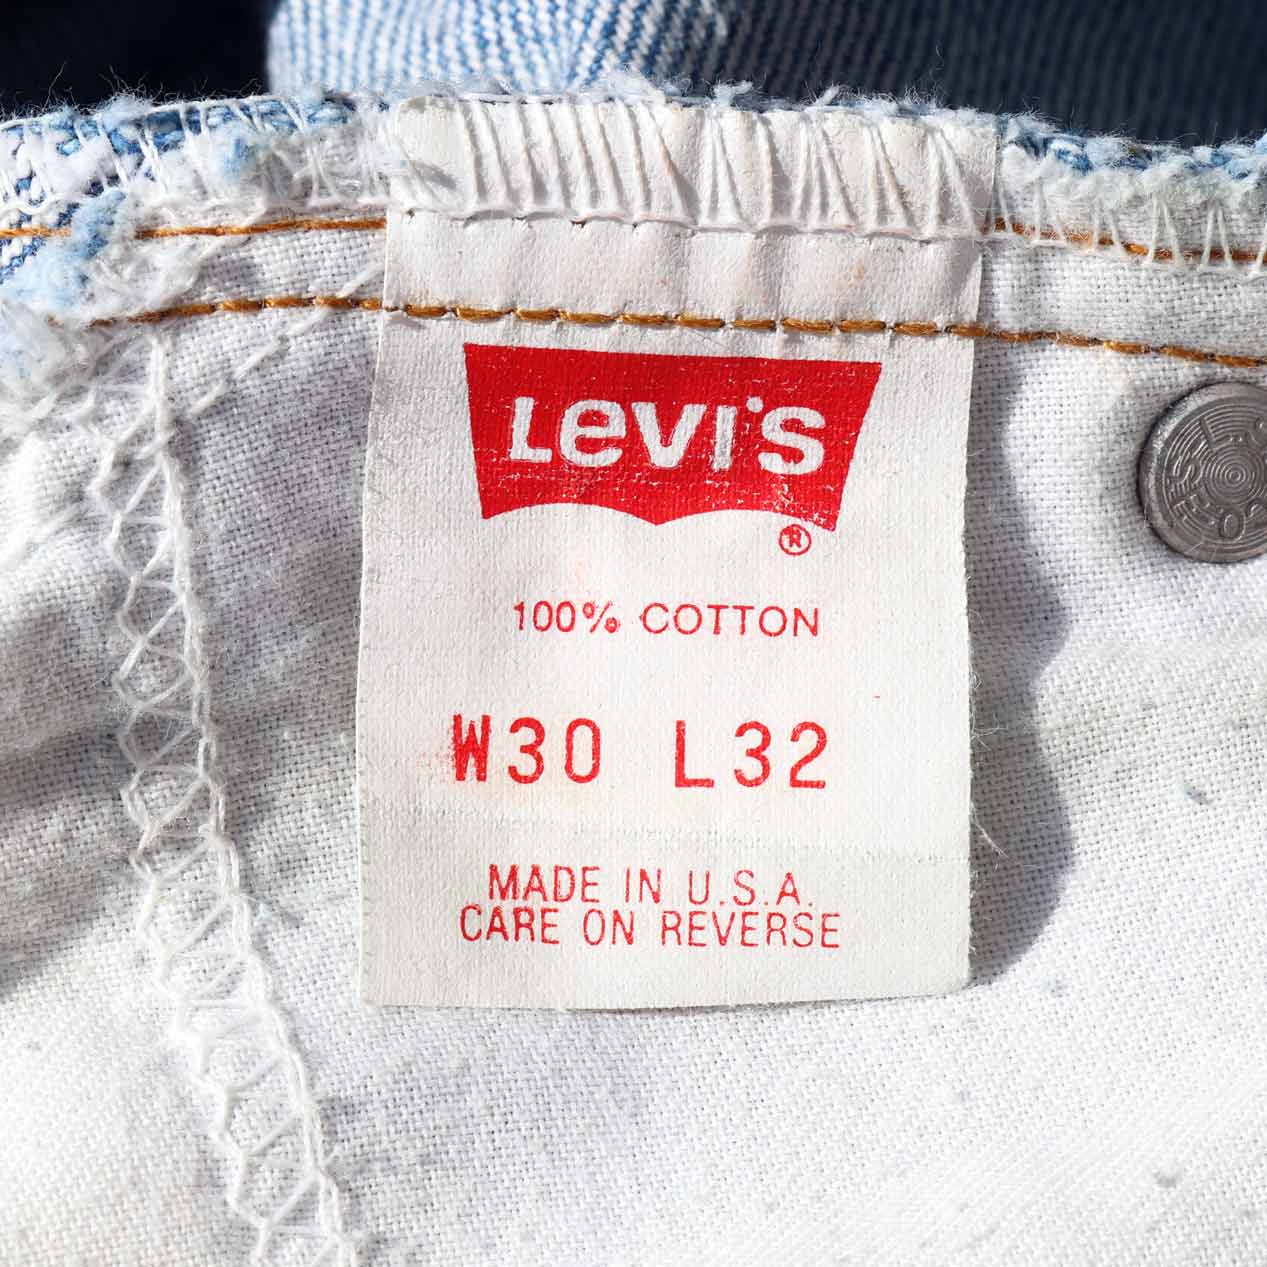 Levi's
®
100% COTTON
W30 L32
MADE IN U.S.A.
CARE ON REVERSE